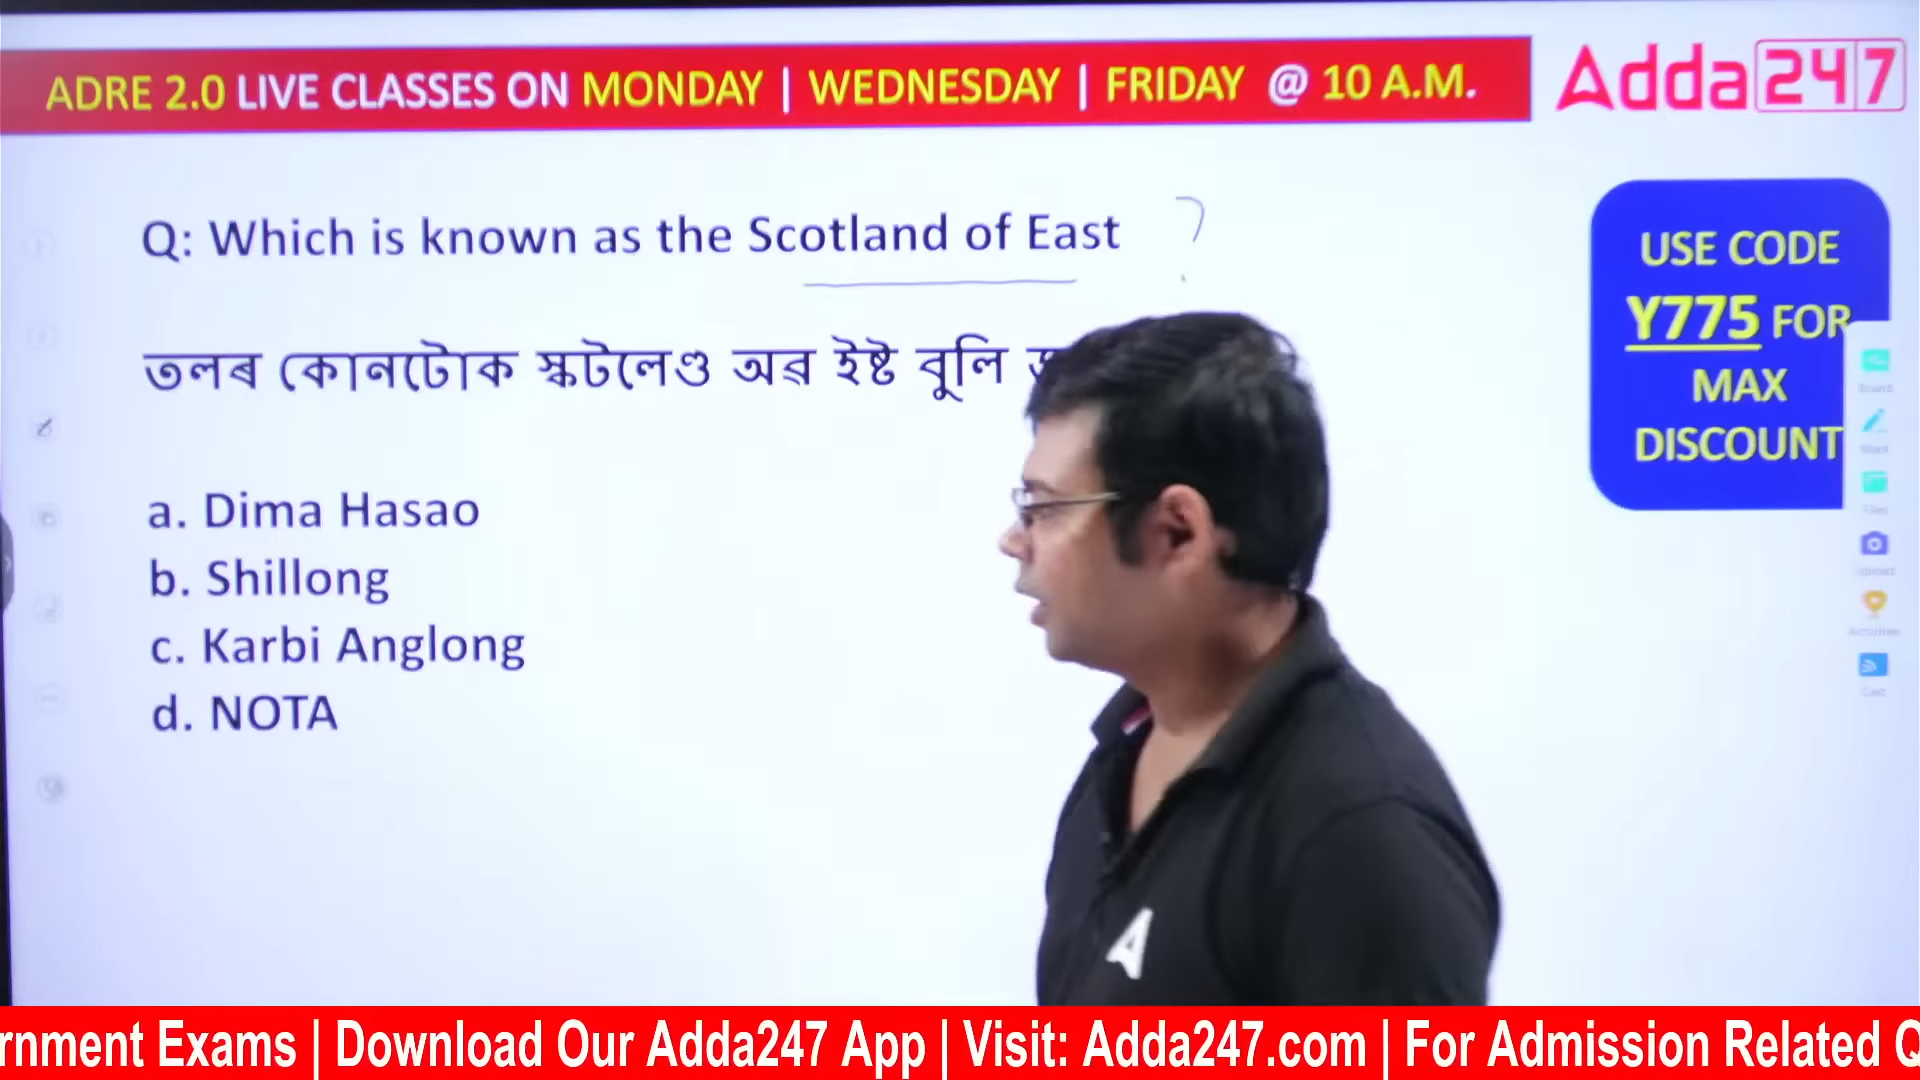 ADRE 2.0 LIVE CLASSES ON MONDAY | WEDNESDAY | FRIDAY @ 10 A.M.
Adda247
Q: Which is known as the Scotland of East ?
তলৰ কোনটোক স্কটলেণ্ড অৱ ইষ্ট বুলি
a. Dima Hasao
b. Shillong
c. Karbi Anglong
d. NOTA
USE CODE
Y775 FOR
MAX
DISCOUNT
rnment Exams | Download Our Adda247 App | Visit: Adda247.com | For Admission Related Q